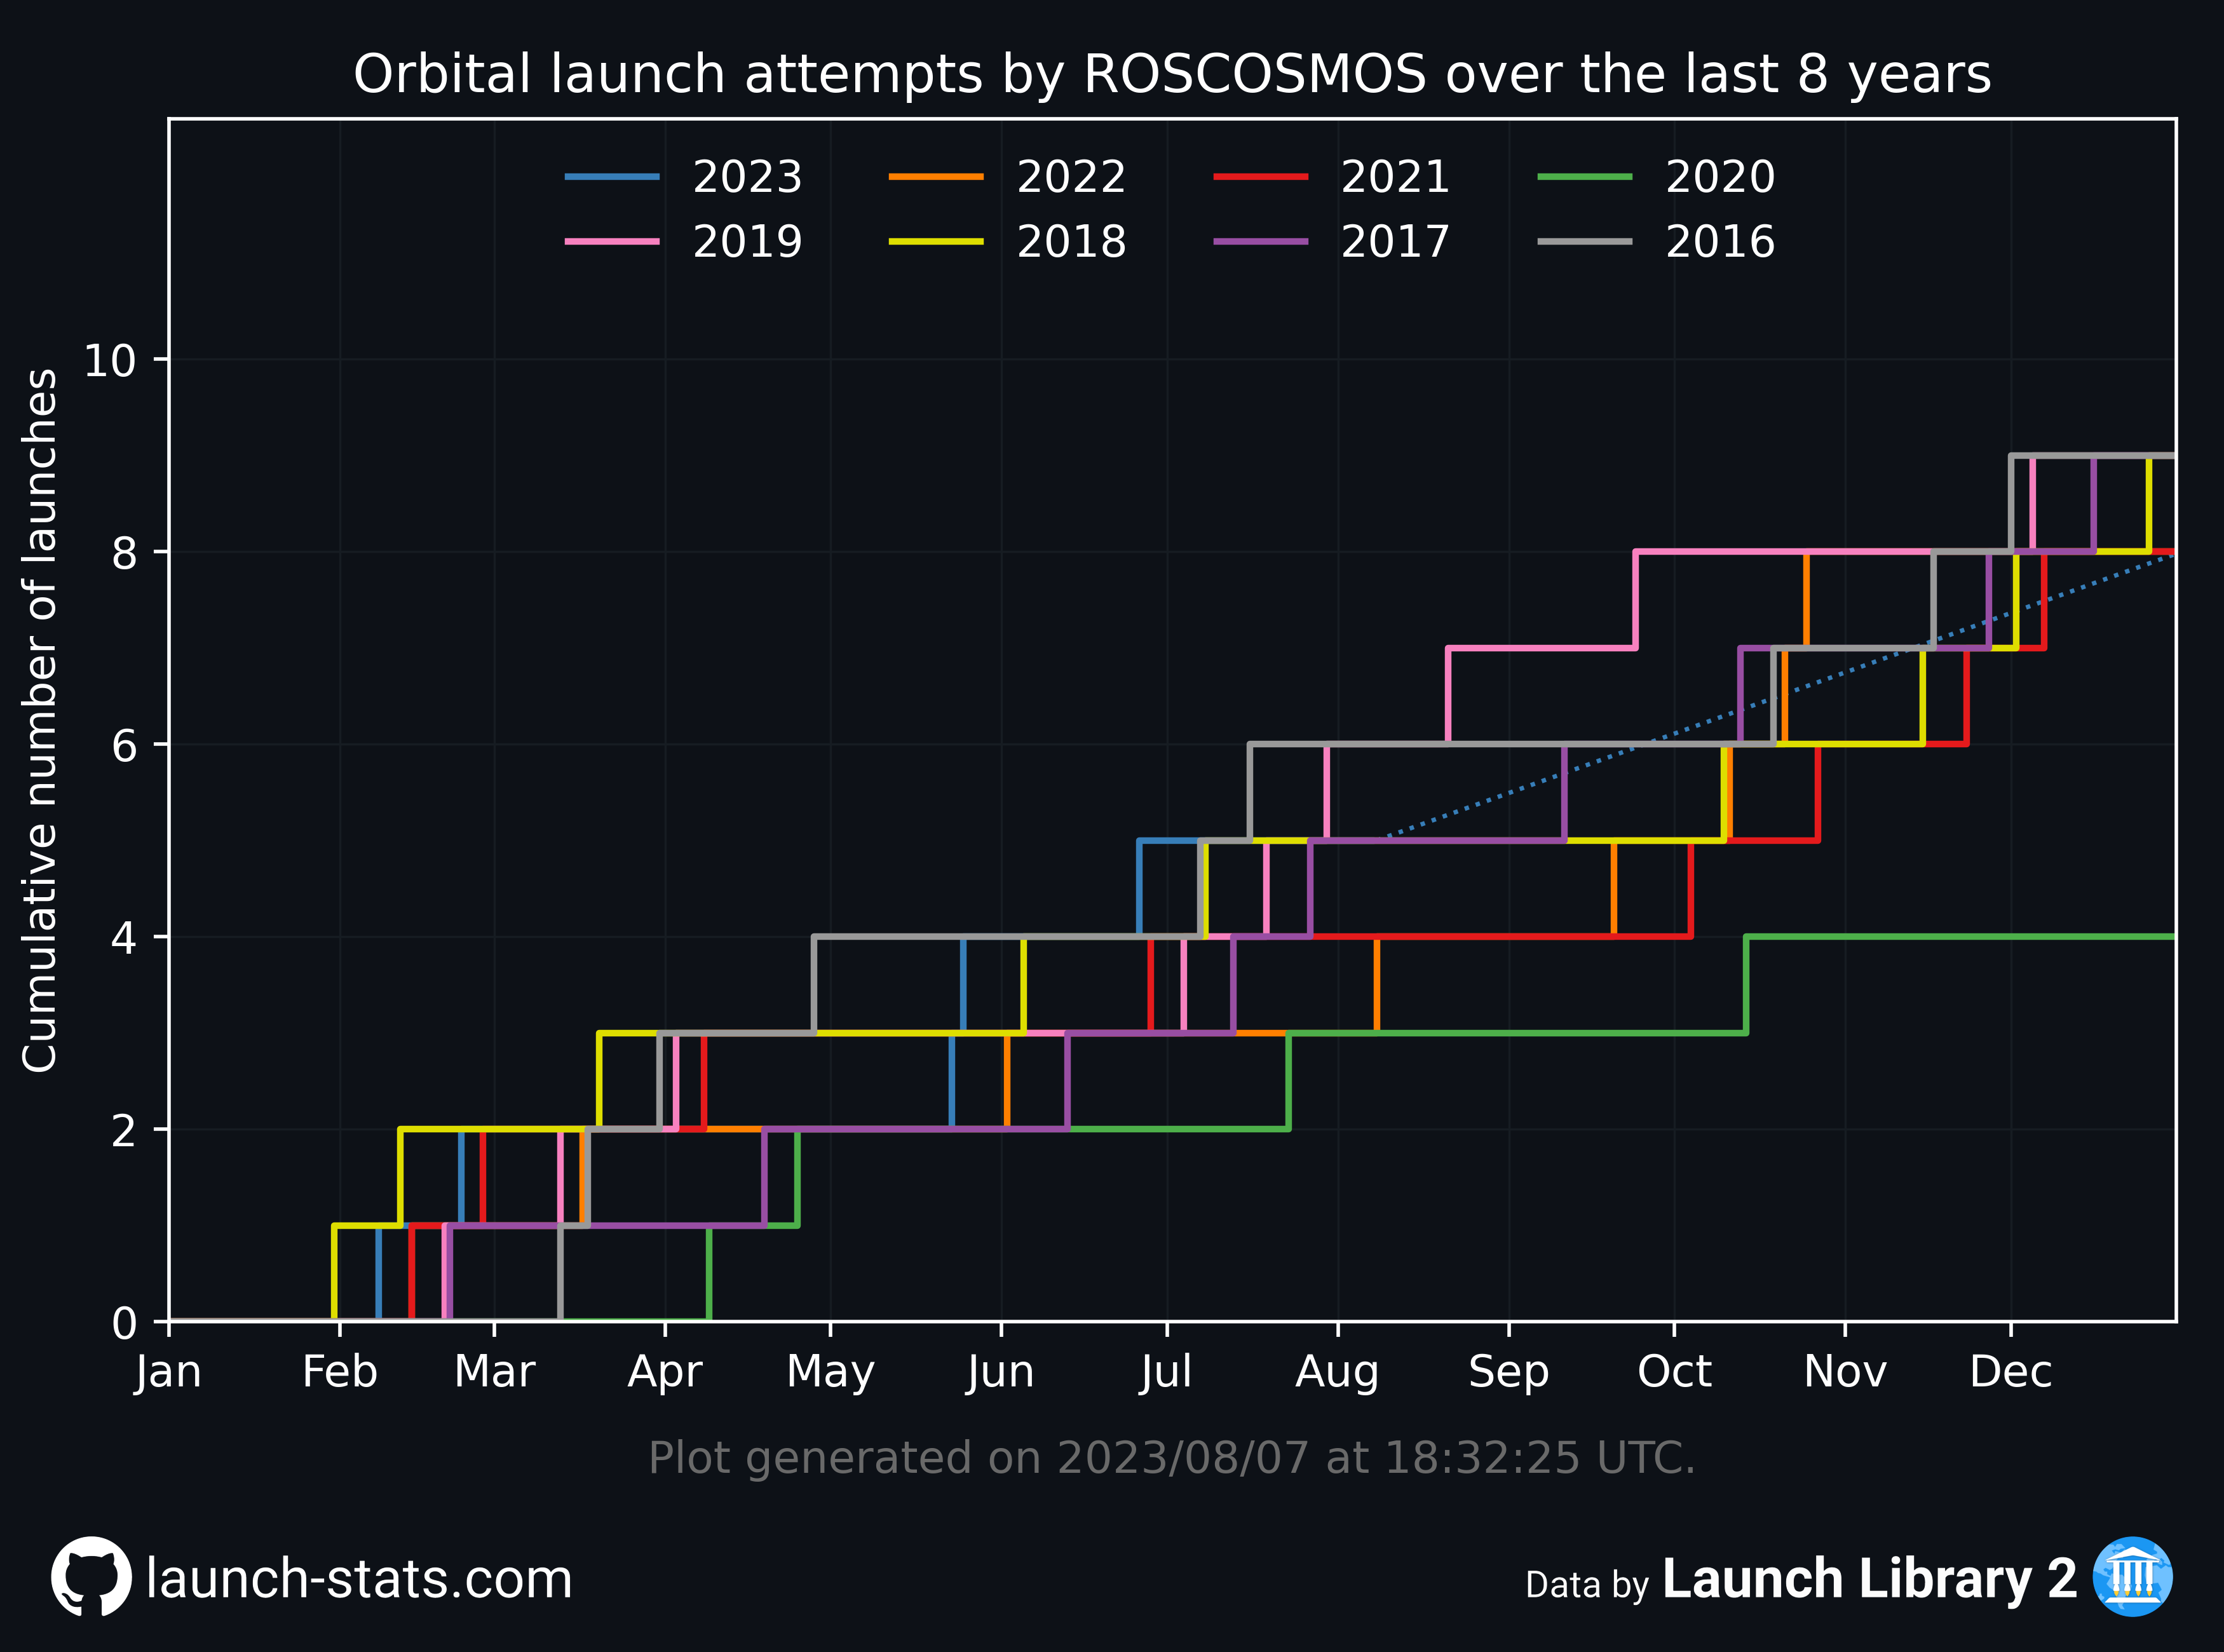 Orbital launch attempts by ROSCOSMOS over the last 8 years
2023 2022 2021 2020
2019 2018 2017 2016
Cumulative number of launches
10
8
6
4
2
0
Jan Feb Mar Apr May Jun Jul Aug Sep Oct Nov Dec
Plot generated on 2023/08/07 at 18:32:25 UTC.
launch-stats.com
Data by Launch Library 2